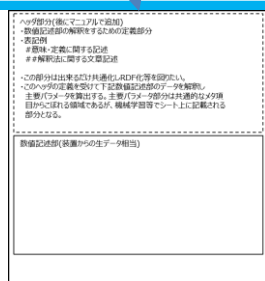 ヘッダ部分(後にマニュアルで追加)
・数値記述部の解釈をするための定義部分
・表記例
#意味・定義に関する記述
##解釈法に関する文章記述
・この部分は出来るだけ共通化しRDF化等を図りたい。
・このヘッダの定義を受けて下記数値記述部のデータを解釈し
主要パラメータを算出する。主要パラメータ部分は共通的なメタ項
目からこぼれる領域であるが、機械学習等でシート上に記載される
部分となる。
数値記述部(装置からの生データ相当)